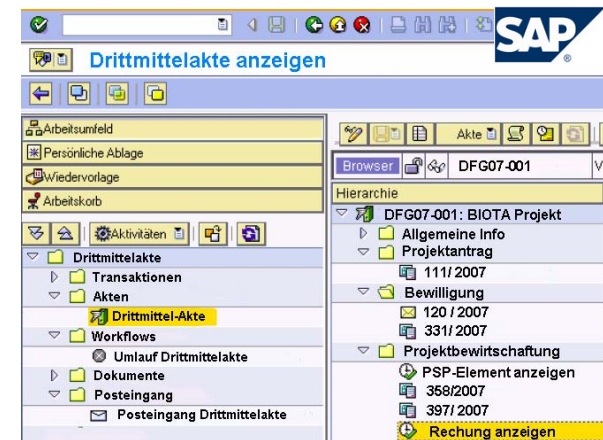 SAP
Drittmittelakte anzeigen
Arbeitsumfeld
Persönliche Ablage
Wiedervorlage
Arbeitskorb
Aktivitäten
Drittmittelakte
Transaktionen
Akten
Drittmittel-Akte
Workflows
Umlauf Drittmittelakte
Dokumente
Posteingang
Posteingang Drittmittelakte
Akte
Browser DFG07-001 V
Hierarchie
DFG07-001: BIOTA Projekt
Allgemeine Info
Projektantrag
111/2007
Bewilligung
120 / 2007
331/2007
Projektbewirtschaftung
PSP-Element anzeigen
358/2007
397/2007
Rechung anzeigen